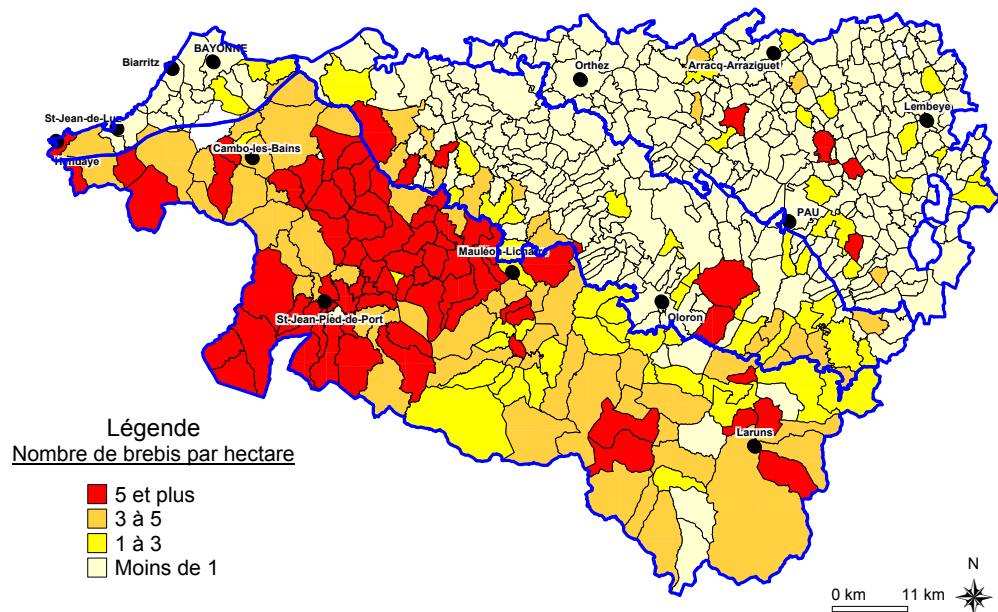 BAYONNE
Biarritz
Orthez
Arracq-Arraziguet
Lembeye
St-Jean-de-Luz
Hendaye
Cambo-les-Bains
PAU
Mauléon-Licharre
Oloron
St-Jean-Pied-de-Port
Laruns
Légende
Nombre de brebis par hectare
5 et plus
3 à 5
1 à 3
Moins de 1
N
0 km 11 km